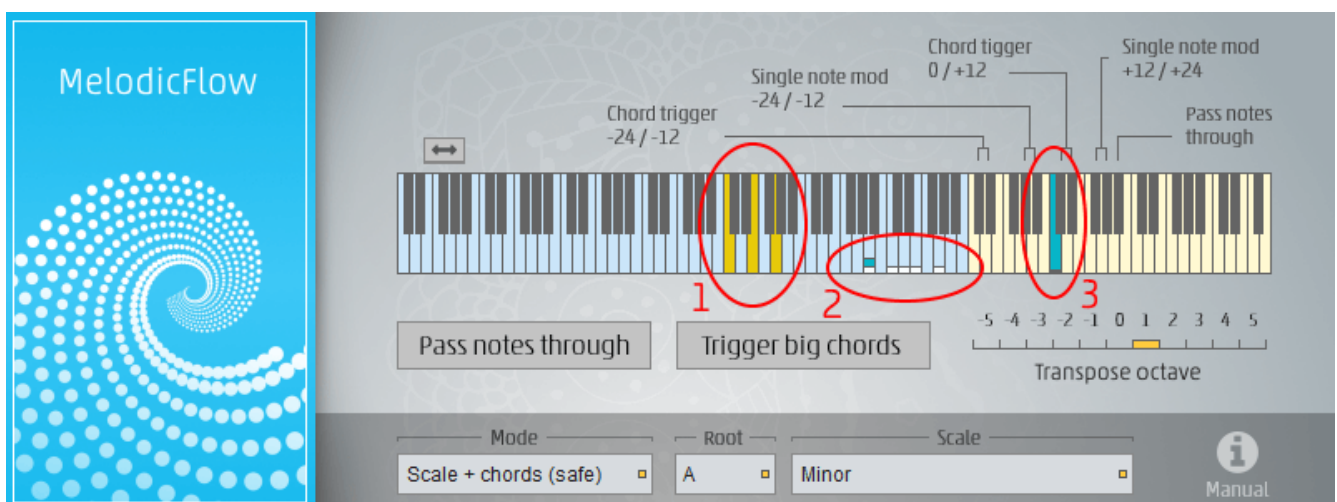 MelodicFlow
Chord tigger
0 / +12
Single note mod
+12 / +24
Single note mod
-24 / -12
Chord trigger
-24 / -12
Pass notes
through
1
2
3
-5 -4 -3 -2 -1 0 1 2 3 4 5
Transpose octave
Pass notes through
Trigger big chords
Mode
Root
Scale
Scale + chords (safe)
A
Minor
i
Manual